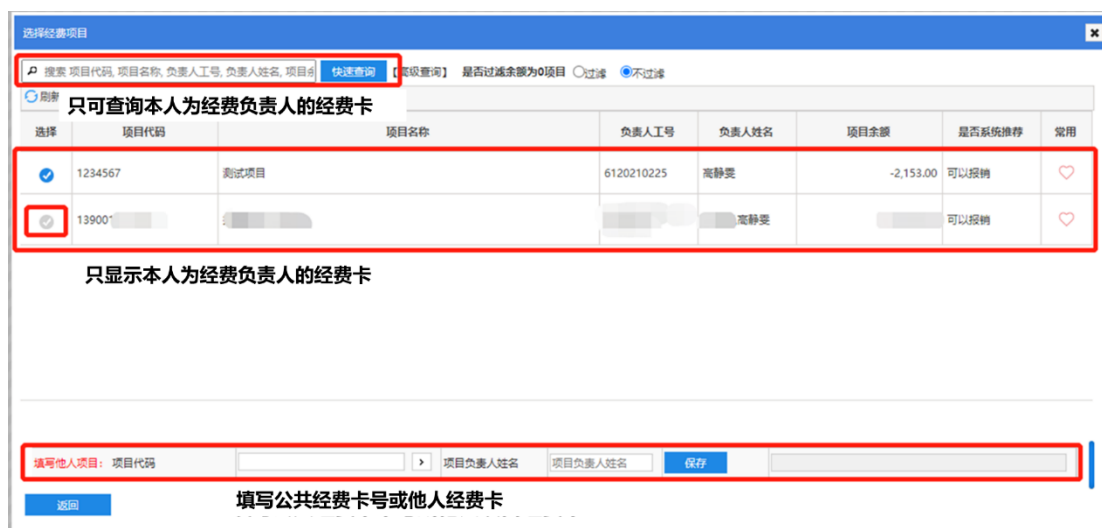 选择经费项目
搜索 项目代码, 项目名称, 负责人工号, 负责人姓名, 项目 快速查询 【高级查询】 是否过滤余额为0项目 过滤 不过滤
刷新
只可查询本人为经费负责人的经费卡
选择 项目代码 项目名称 负责人工号 负责人姓名 项目余额 是否系统推荐 常用
1234567 测试项目 6120210225 高静雯 -2,153.00 可以报销
139001 高静雯 可以报销
只显示本人为经费负责人的经费卡
填写他人项目: 项目代码 项目负责人姓名 项目负责人姓名 保存
返回
填写公共经费卡号或他人经费卡